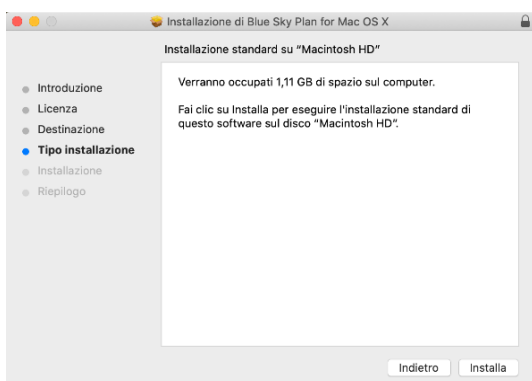 Installazione di Blue Sky Plan for Mac OS X
Installazione standard su “Macintosh HD”
Introduzione
Licenza
Destinazione
Tipo installazione
Installazione
Riepilogo
Verranno occupati 1,11 GB di spazio sul computer.
Fai clic su Installa per eseguire l'installazione standard di
questo software sul disco “Macintosh HD”.
Indietro
Installa